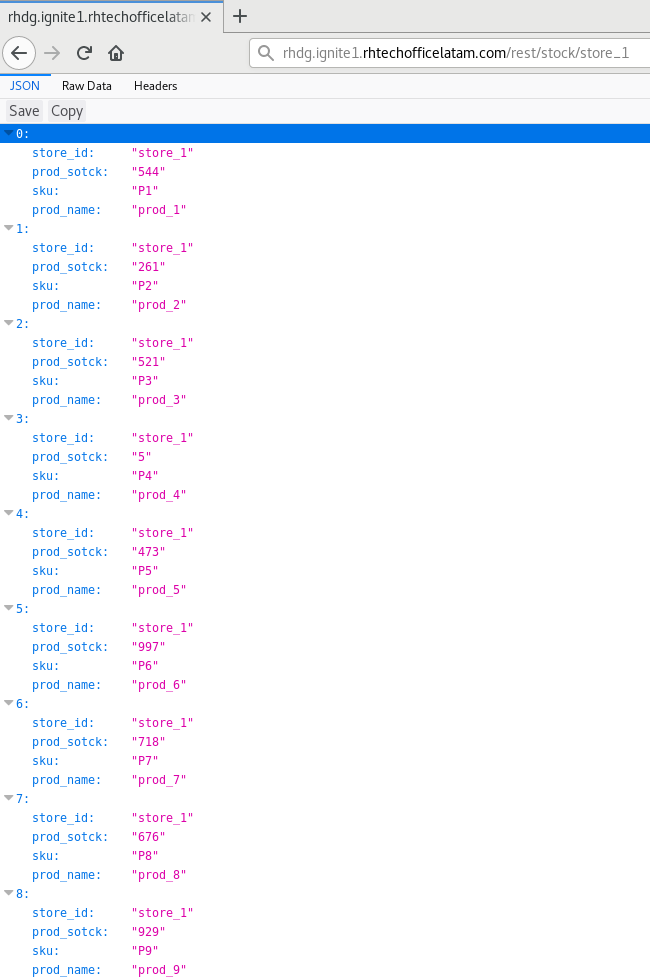 rhdg.ignite1.rhtechofficelatam
rhdg.ignite1.rhtechofficelatam.com/rest/stock/store_1
JSON Raw Data Headers
Save Copy
0:
store_id: "store_1"
prod_sotck: "544"
sku: "P1"
prod_name: "prod_1"
1:
store_id: "store_1"
prod_sotck: "261"
sku: "P2"
prod_name: "prod_2"
2:
store_id: "store_1"
prod_sotck: "521"
sku: "P3"
prod_name: "prod_3"
3:
store_id: "store_1"
prod_sotck: "5"
sku: "P4"
prod_name: "prod_4"
4:
store_id: "store_1"
prod_sotck: "473"
sku: "P5"
prod_name: "prod_5"
5:
store_id: "store_1"
prod_sotck: "997"
sku: "P6"
prod_name: "prod_6"
6:
store_id: "store_1"
prod_sotck: "718"
sku: "P7"
prod_name: "prod_7"
7:
store_id: "store_1"
prod_sotck: "676"
sku: "P8"
prod_name: "prod_8"
8:
store_id: "store_1"
prod_sotck: "929"
sku: "P9"
prod_name: "prod_9"